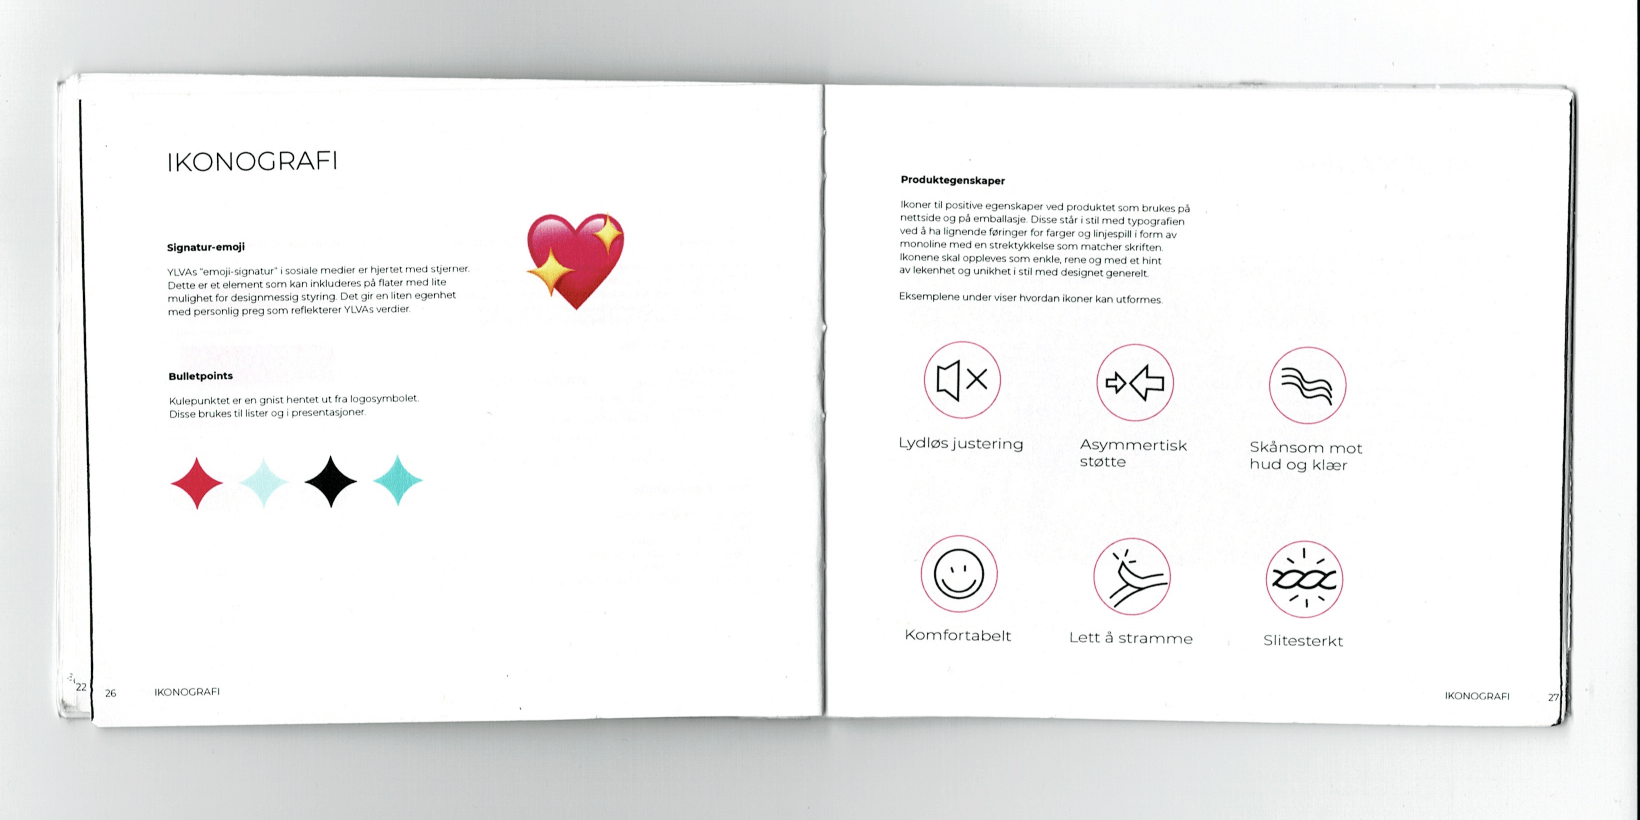 IKONOGRAFI
Signatur-emoji
YLVAs "emoji-signatur" i sosiale medier er hjertet med stjerner.
Dette er et element som kan inkluderes på flater med lite
mulighet for designmessig styring. Det gir en liten egenhet
med personlig preg som reflekterer YLVAs verdier.
Bulletpoints
Kulepunktet er en gnist hentet ut fra logosymbolet.
Disse brukes til lister og i presentasjoner.
22
26
IKONOGRAFI
Produktegenskaper
Ikoner til positive egenskaper ved produktet som brukes på
nettside og på emballasje. Disse står i stil med typografien
ved å ha lignende føringer for farger og linjespill i form av
monoline med en strektykkelse som matcher skriften.
Ikonene skal oppleves som enkle, rene og med et hint
av lekenhet og unikhet i stil med designet generelt.
Eksemplene under viser hvordan ikoner kan utformes.
Lydløs justering
Asymmertisk
støtte
Skånsom mot
hud og klær
Komfortabelt
Lett å stramme
Slitesterkt
IKONOGRAFI
27